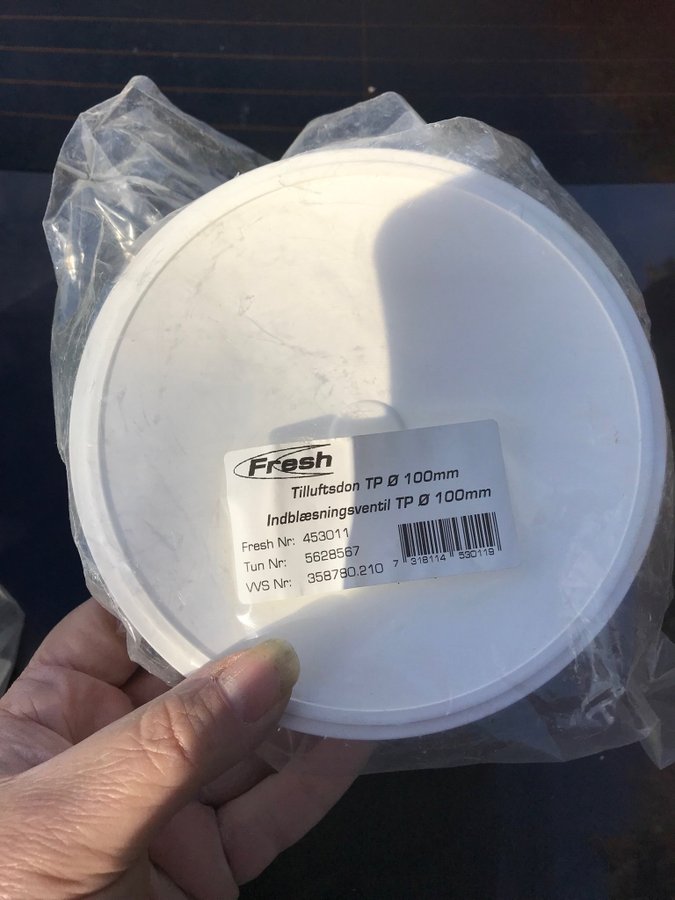 Fresh
Tilluftsdon TP Ø 100mm
Indblæsningsventil TP Ø 100mm
Fresh Nr: 453011
Tun Nr: 5628567
VVS Nr: 358780.210
7 318114 530119